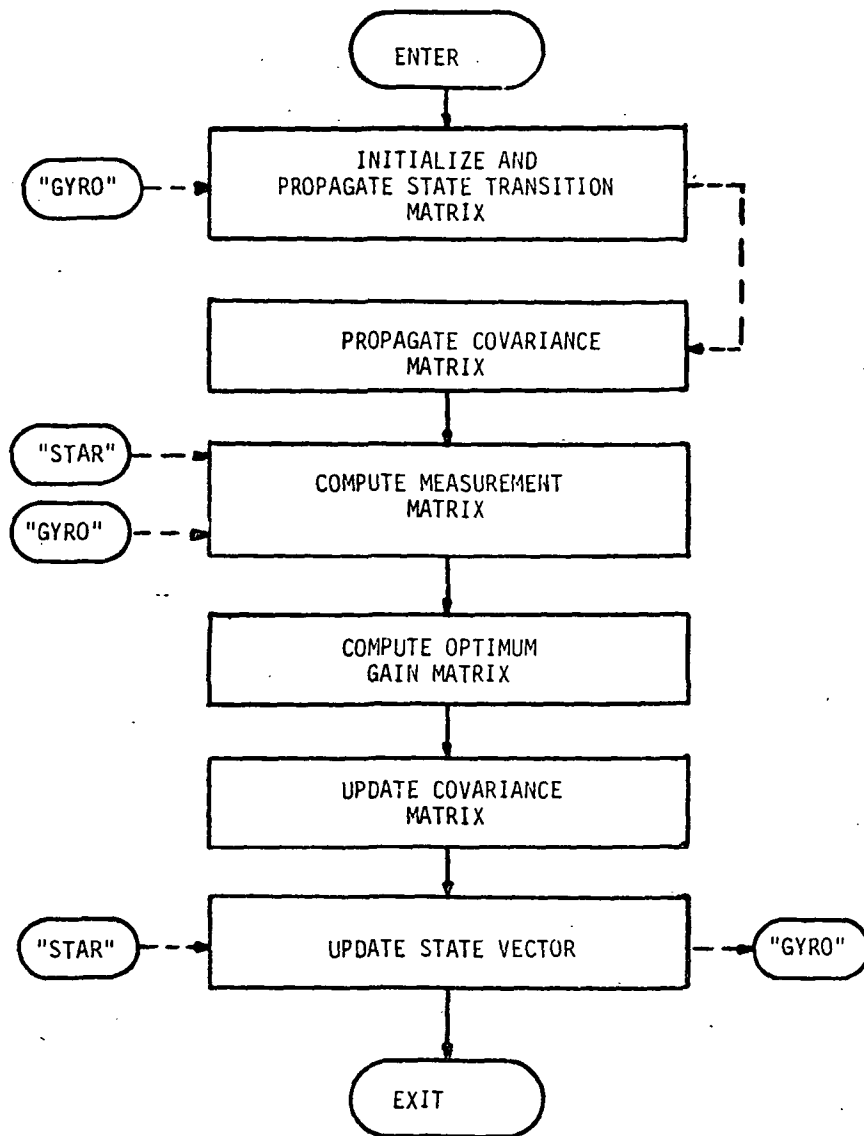 ENTER
"GYRO"
INITIALIZE AND
PROPAGATE STATE TRANSITION
MATRIX
PROPAGATE COVARIANCE
MATRIX
"STAR"
"GYRO"
COMPUTE MEASUREMENT
MATRIX
COMPUTE OPTIMUM
GAIN MATRIX
UPDATE COVARIANCE
MATRIX
"STAR"
UPDATE STATE VECTOR
"GYRO"
EXIT